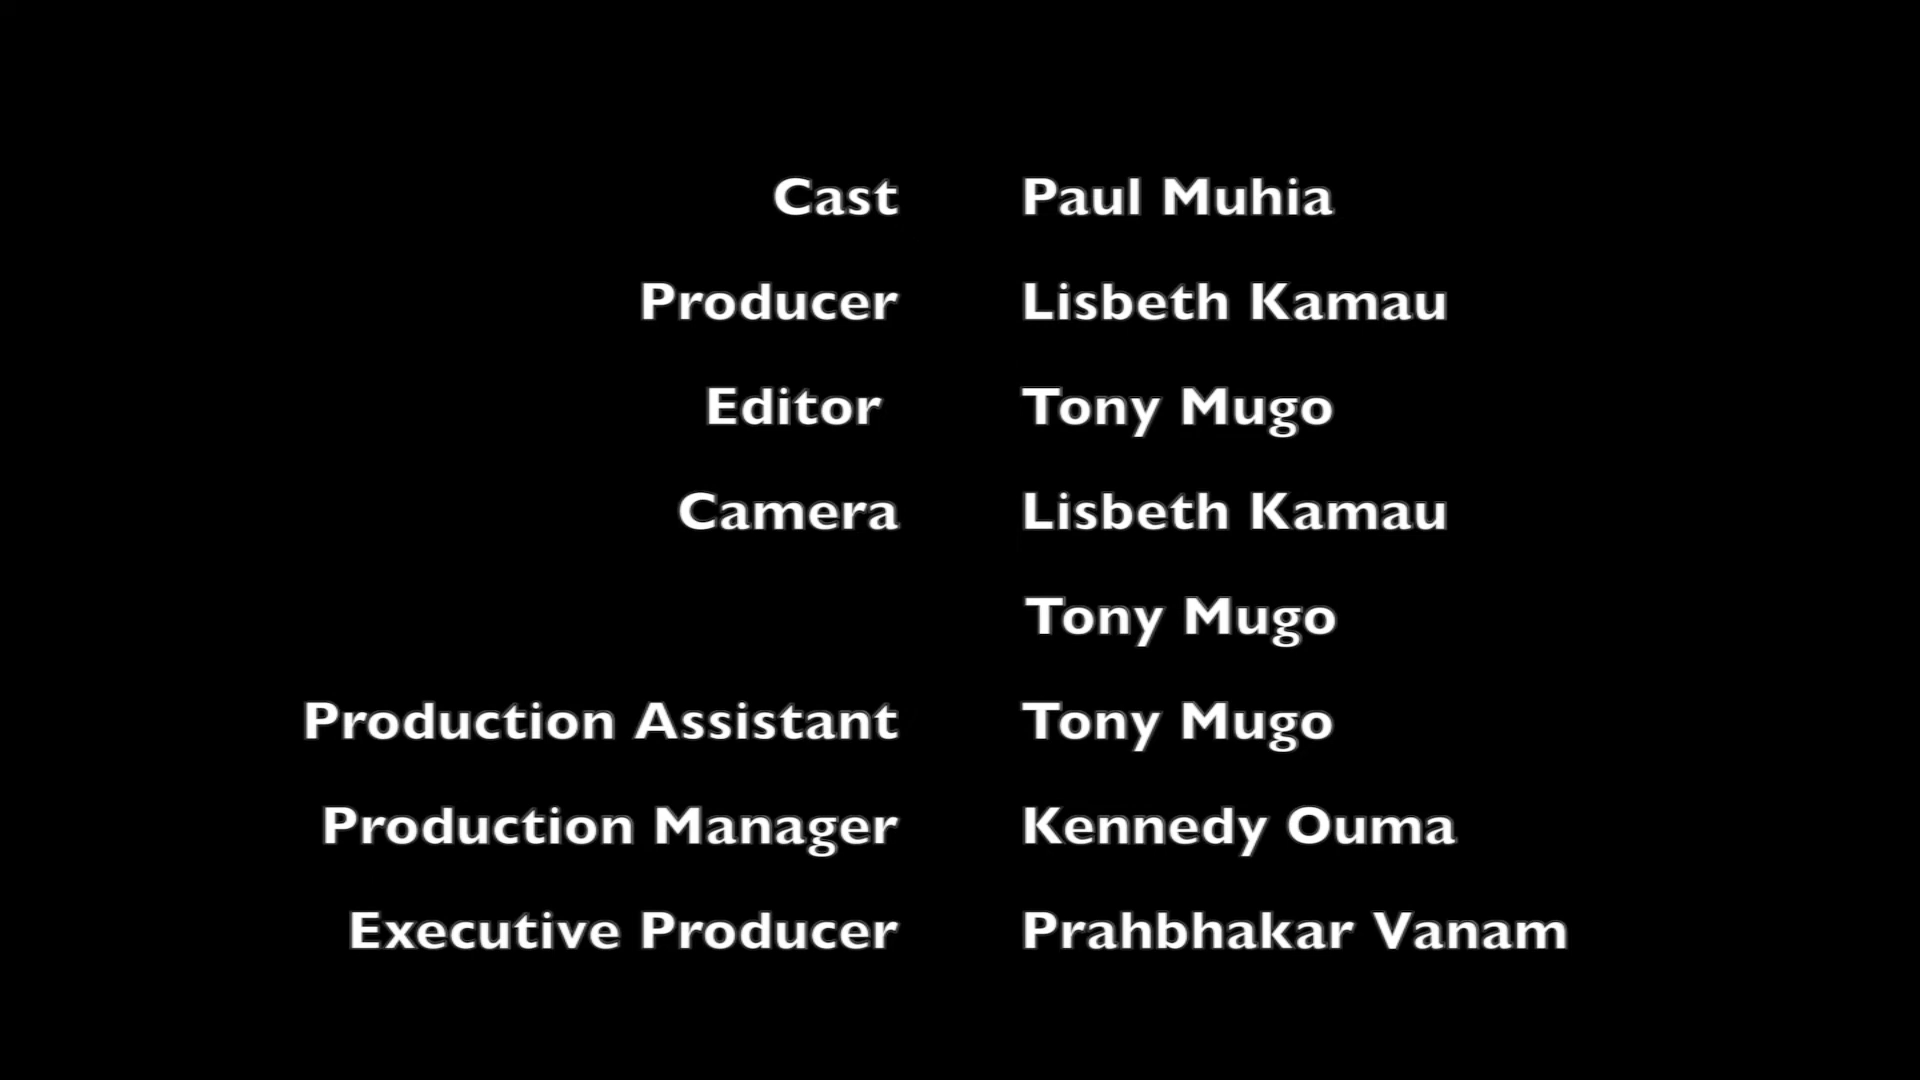 Cast Paul Muhia
Producer Lisbeth Kamau
Editor Tony Mugo
Camera Lisbeth Kamau
Tony Mugo
Production Assistant Tony Mugo
Production Manager Kennedy Ouma
Executive Producer Prahbhakar Vanam